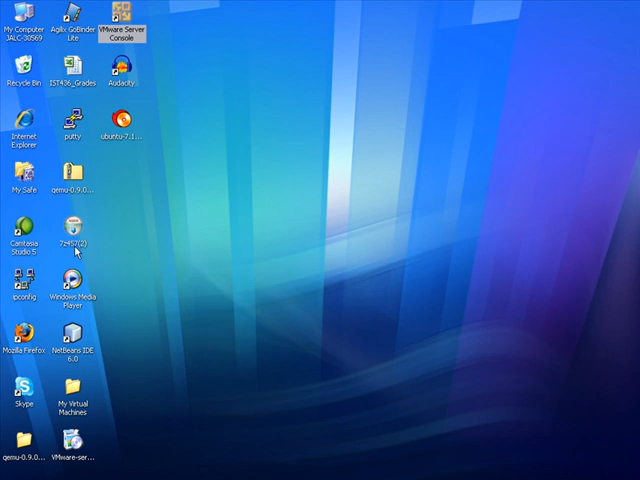 My Computer
JALC-30569
Recycle Bin
Internet
Explorer
My Safe
Camtasia
Studio 5
ipconfig
Mozilla Firefox
Skype
qemu-0.9.0...
Agilix GoBinder
Lite
IST436_Grades
putty
qemu-0.9.0...
7z457(2)
Windows Media
Player
NetBeans IDE
6.0
My Virtual
Machines
VMware-ser...
VMware Server
Console
Audacity
ubuntu-7.1...